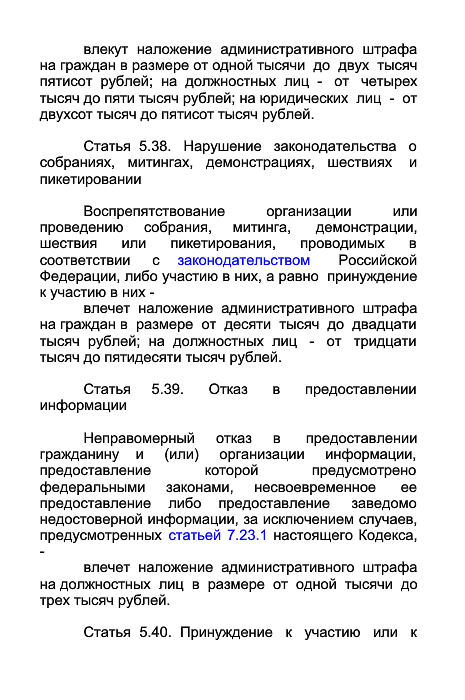 влекут наложение административного штрафа
на граждан в размере от одной тысячи до двух тысяч
пятисот рублей; на должностных лиц - от четырех
тысяч до пяти тысяч рублей; на юридических лиц - от
двухсот тысяч до пятисот тысяч рублей.
Статья 5.38. Нарушение законодательства о
собраниях, митингах, демонстрациях, шествиях и
пикетировании
Воспрепятствование организации или
проведению собрания, митинга, демонстрации,
шествия или пикетирования, проводимых в
соответствии с законодательством Российской
Федерации, либо участию в них, а равно принуждение
к участию в них -
влечет наложение административного штрафа
на граждан в размере от десяти тысяч до двадцати
тысяч рублей; на должностных лиц - от тридцати
тысяч до пятидесяти тысяч рублей.
Статья 5.39. Отказ в предоставлении
информации
Неправомерный отказ в предоставлении
гражданину и (или) организации информации,
предоставление которой предусмотрено
федеральными законами, несвоевременное ее
предоставление либо предоставление заведомо
недостоверной информации, за исключением случаев,
предусмотренных статьей 7.23.1 настоящего Кодекса,
-
влечет наложение административного штрафа
на должностных лиц в размере от одной тысячи до
трех тысяч рублей.
Статья 5.40. Принуждение к участию или к